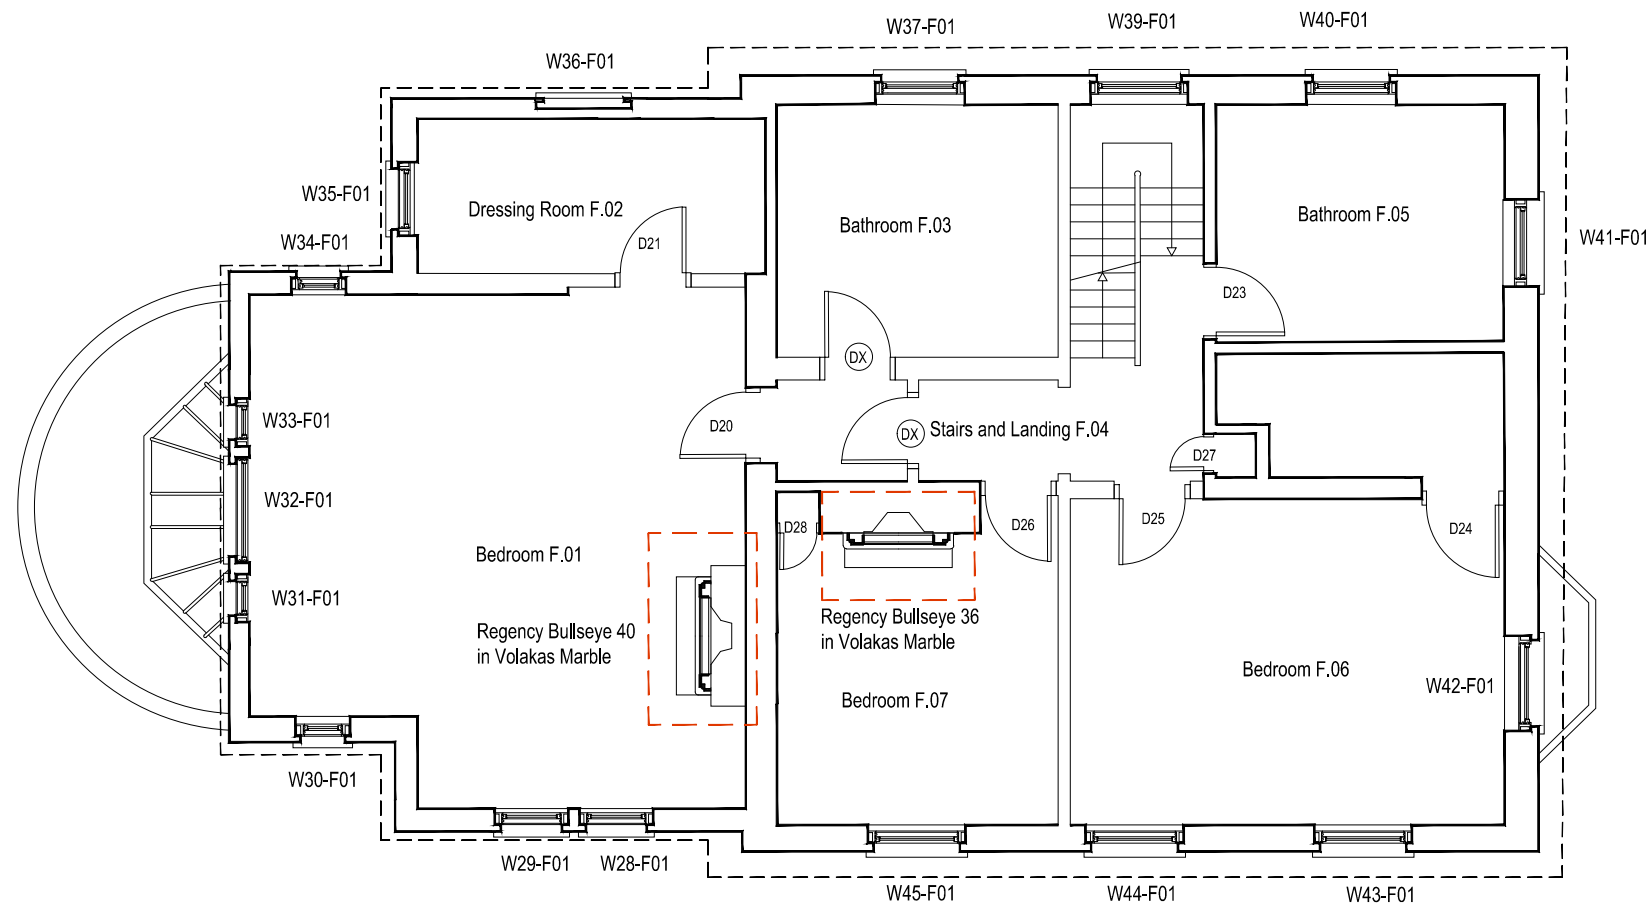 W37-F01
W39-F01
W40-F01
W36-F01
W35-F01
Dressing Room F.02
Bathroom F.03
Bathroom F.05
W41-F01
W34-F01
D21
D23
DX
W33-F01
D20
DX
Stairs and Landing F.04
D27
W32-F01
D28
D26
D25
D24
Bedroom F.01
W31-F01
Regency Bullseye 40
in Volakas Marble
Regency Bullseye 36
in Volakas Marble
Bedroom F.06
W42-F01
Bedroom F.07
W30-F01
W29-F01
W28-F01
W45-F01
W44-F01
W43-F01